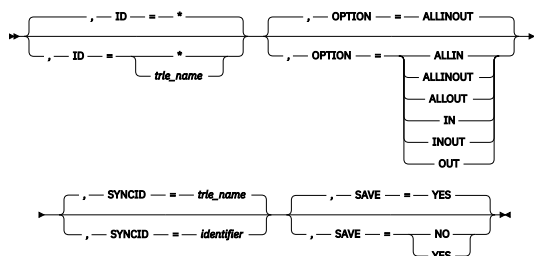 , ID = * , OPTION = ALLINOUT
, ID = * , OPTION = ALLIN
trle_name ALLINOUT
ALLOUT
IN
INOUT
OUT
, SYNCID = trle_name , SAVE = YES
, SYNCID = identifier , SAVE = NO
YES